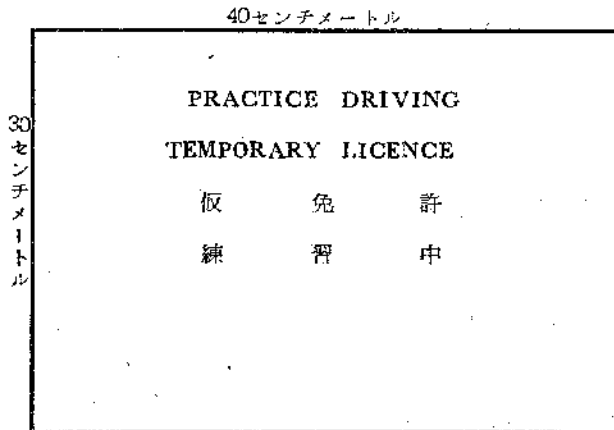 40センチメートル
30センチメートル
PRACTICE DRIVING
TEMPORARY LICENCE
仮免許
練習中